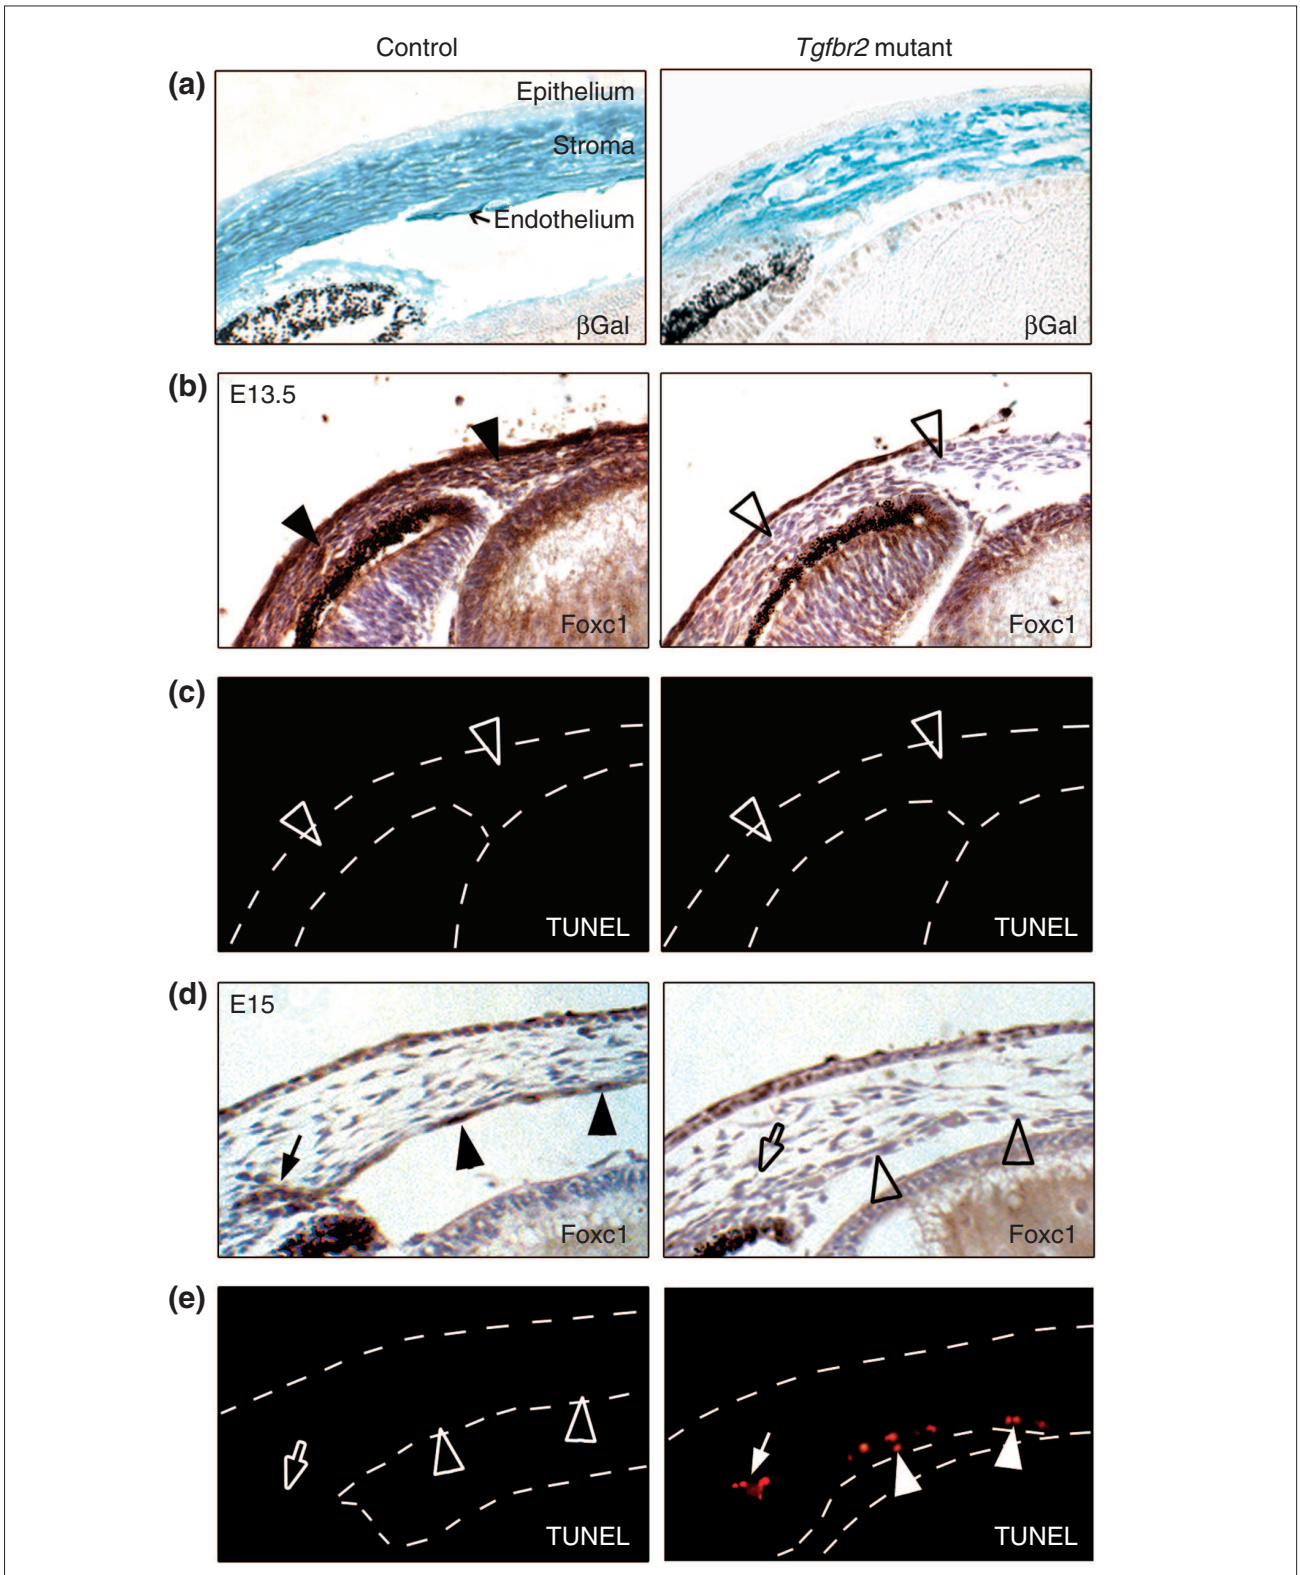 Control
Tgfbr2 mutant
(a)
Epithelium
Stroma
Endothelium
βGal
βGal
(b)
E13.5
Foxc1
Foxc1
(c)
TUNEL
TUNEL
(d)
E15
Foxc1
Foxc1
(e)
TUNEL
TUNEL